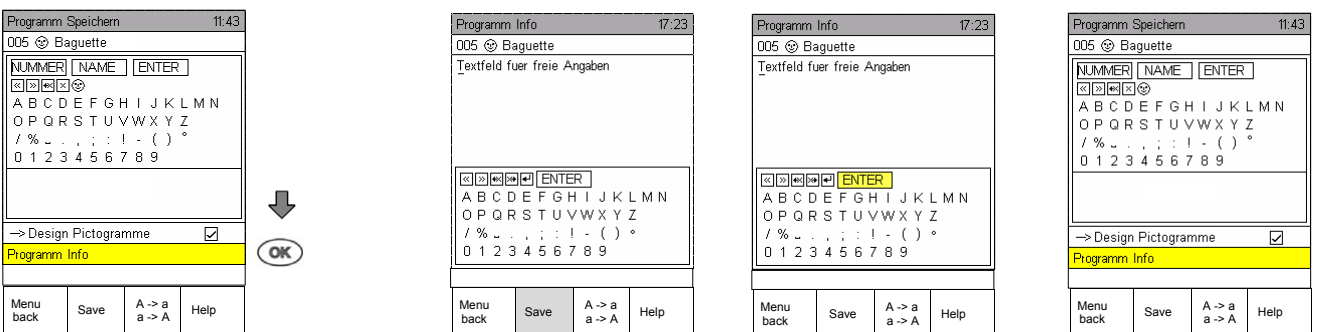 Programm Speichern 11:43
005 Baguette
NUMMER NAME ENTER
« » × 
A B C D E F G H I J K L M N
O P Q R S T U V W X Y Z
/ % . , ; : ! - ( ) °
0 1 2 3 4 5 6 7 8 9
--> Design Pictogramme
Programm Info
Menu back Save A -> a a -> A Help
OK
Programm Info 17:23
005 Baguette
Textfeld fuer freie Angaben
« » ENTER
A B C D E F G H I J K L M N
O P Q R S T U V W X Y Z
/ % . , ; : ! - ( ) °
0 1 2 3 4 5 6 7 8 9
Menu back Save A -> a a -> A Help
Programm Info 17:23
005 Baguette
Textfeld fuer freie Angaben
« » ENTER
A B C D E F G H I J K L M N
O P Q R S T U V W X Y Z
/ % . , ; : ! - ( ) °
0 1 2 3 4 5 6 7 8 9
Menu back Save A -> a a -> A Help
Programm Speichern 11:43
005 Baguette
NUMMER NAME ENTER
« » ×
A B C D E F G H I J K L M N
O P Q R S T U V W X Y Z
/ % . , ; : ! - ( ) °
0 1 2 3 4 5 6 7 8 9
--> Design Pictogramme
Programm Info
Menu back Save A -> a a -> A Help